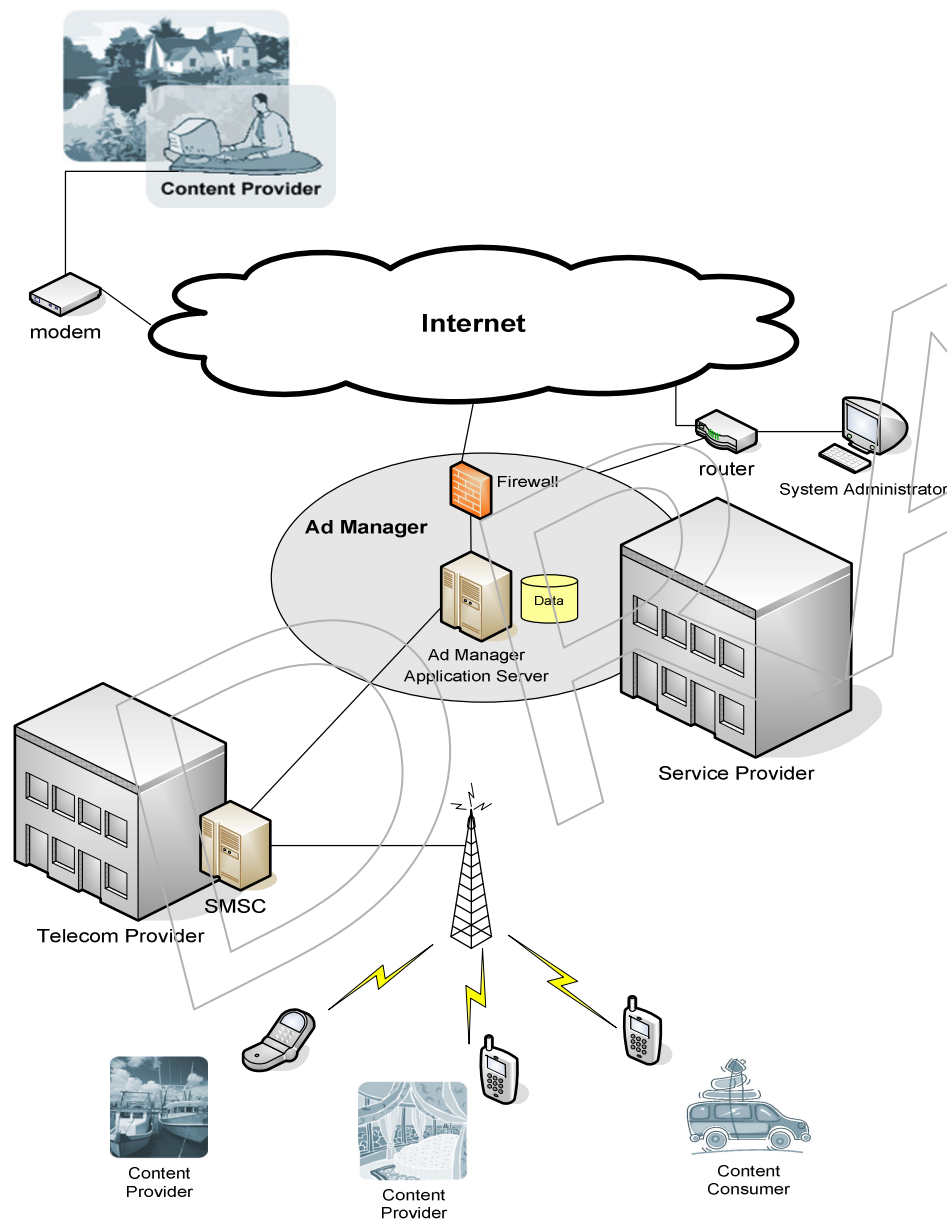 Content Provider
Internet
modem
router
System Administrator
Firewall
Ad Manager
Data
Ad Manager
Application Server
Service Provider
SMSC
Telecom Provider
Content
Provider
Content
Provider
Content
Consumer